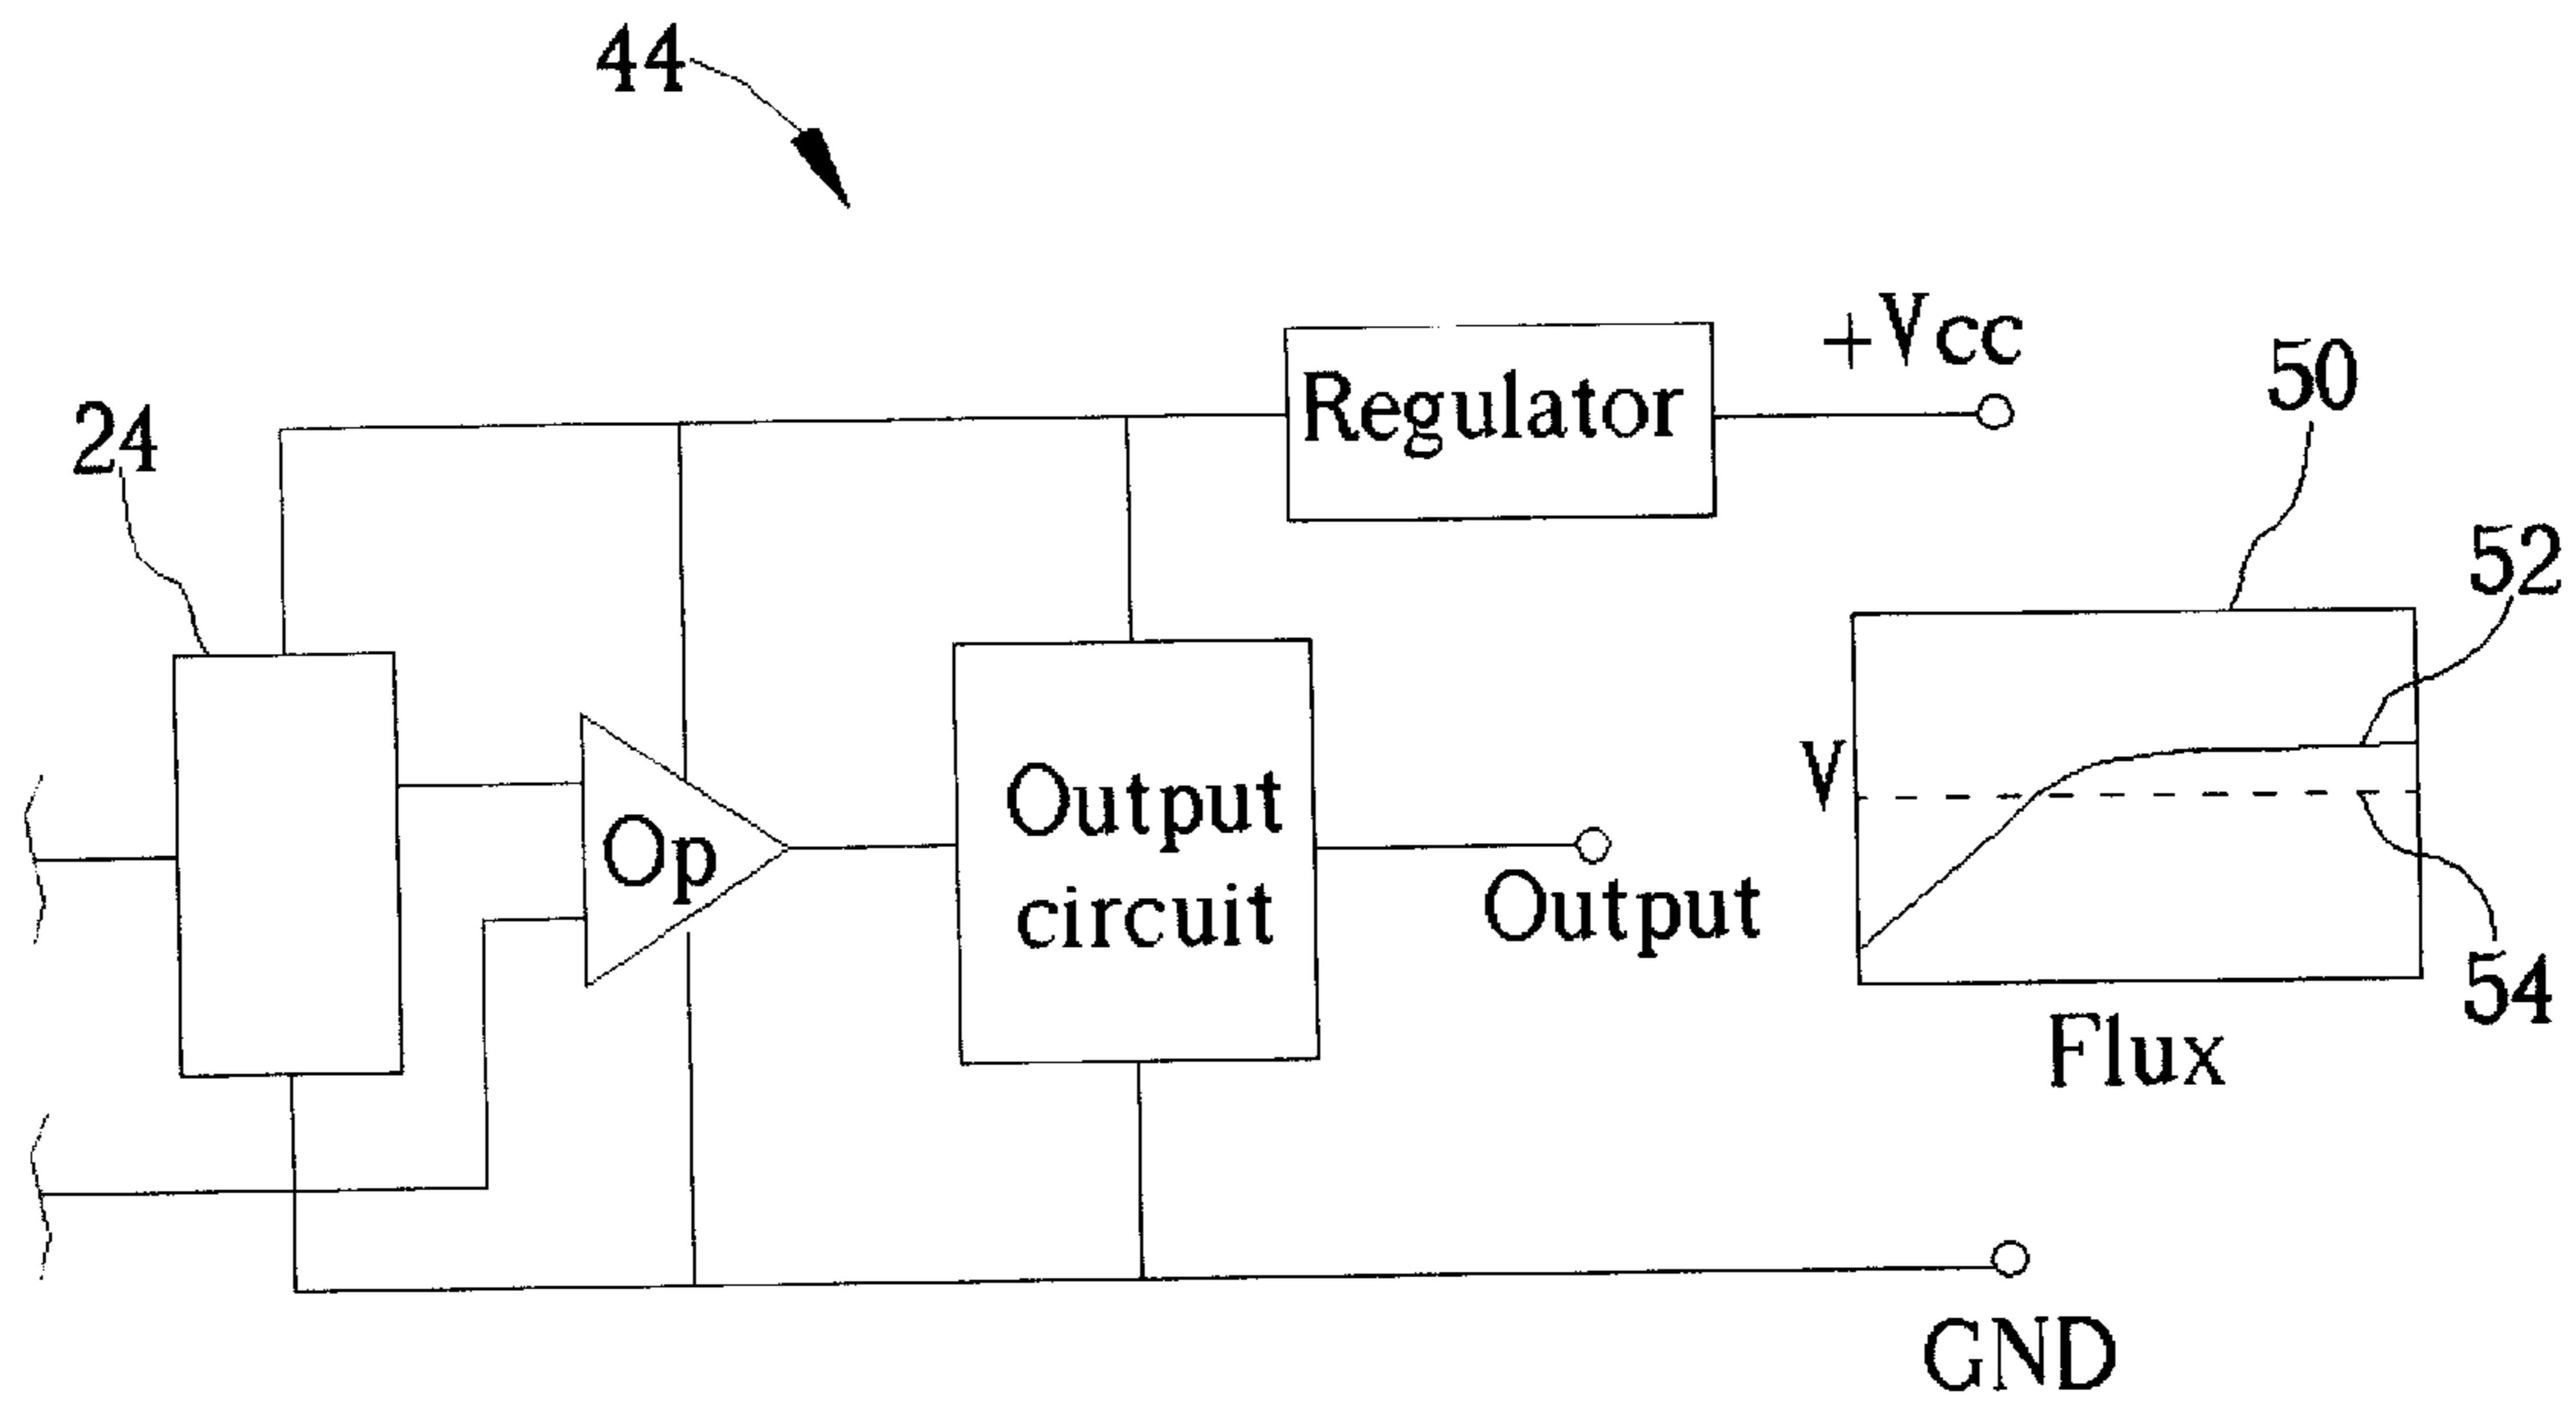 44
+Vcc
50
Regulator
24
52
V
Op
Output
circuit
Output
54
Flux
GND